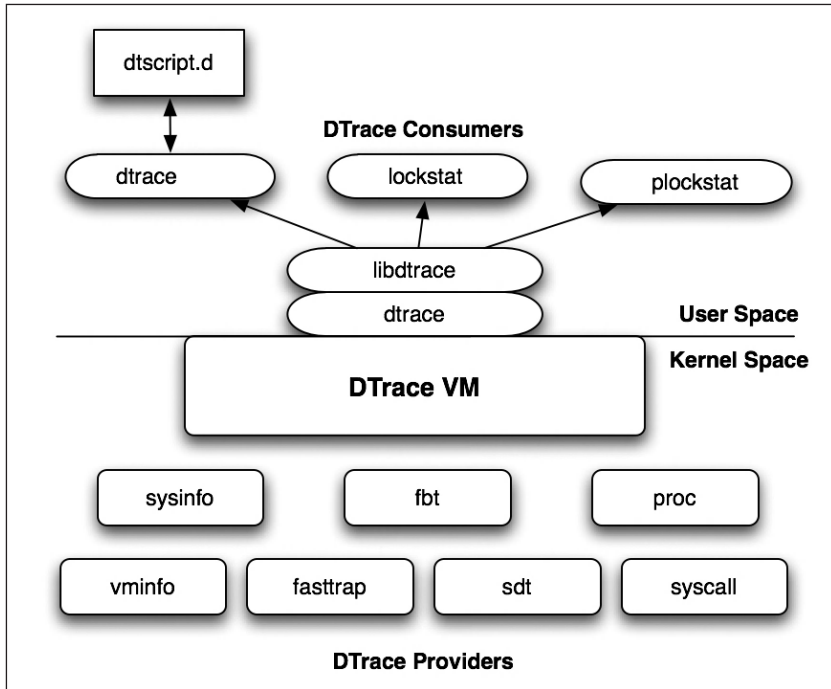 dtscript.d
DTrace Consumers
dtrace
lockstat
plockstat
libdtrace
dtrace
User Space
Kernel Space
DTrace VM
sysinfo
fbt
proc
vminfo
fasttrap
sdt
syscall
DTrace Providers